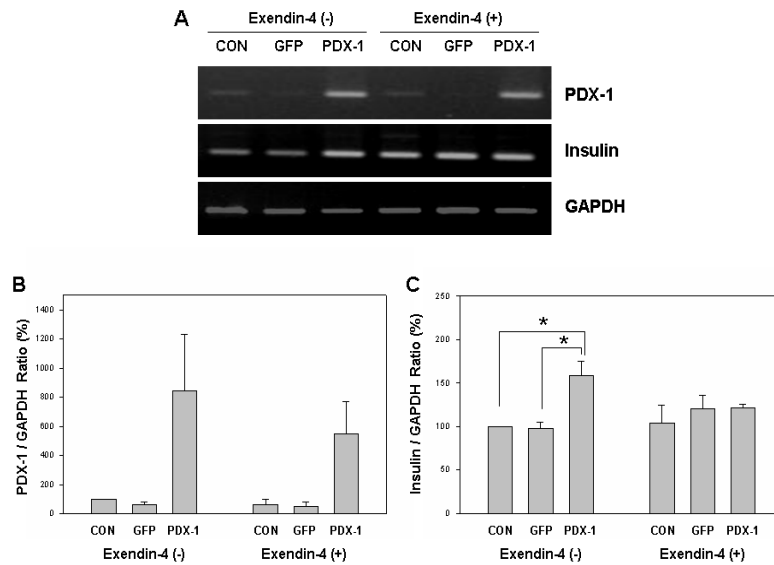 A
Exendin-4 (-) Exendin-4 (+)
CON GFP PDX-1 CON GFP PDX-1
PDX-1
Insulin
GAPDH
B
PDX-1 / GAPDH Ratio (%)
1400
1200
1000
800
600
400
200
0
CON GFP PDX-1 CON GFP PDX-1
Exendin-4 (-) Exendin-4 (+)
C
Insulin / GAPDH Ratio (%)
250
200
150
100
50
0
*
*
CON GFP PDX-1 CON GFP PDX-1
Exendin-4 (-) Exendin-4 (+)